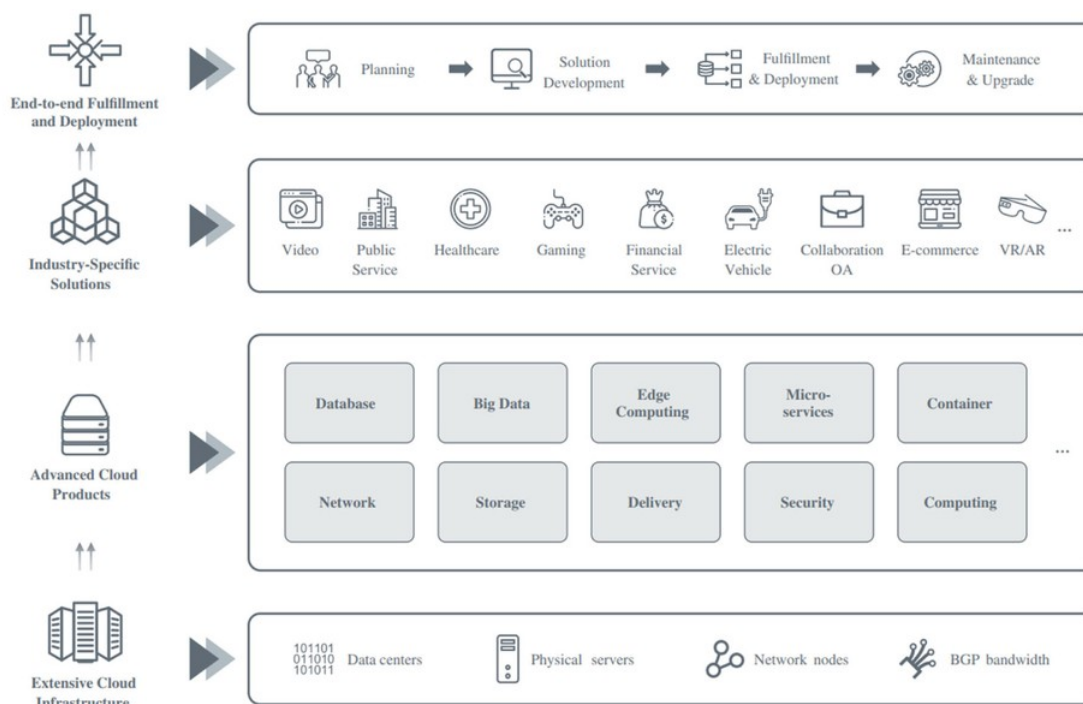 End-to-end Fulfillment
and Deployment
Planning
Solution
Development
Fulfillment
& Deployment
Maintenance
& Upgrade
Industry-Specific
Solutions
Video
Public
Service
Healthcare
Gaming
Financial
Service
Electric
Vehicle
Collaboration
OA
E-commerce
VR/AR
...
Advanced Cloud
Products
Database
Big Data
Edge
Computing
Micro-
services
Container
...
Network
Storage
Delivery
Security
Computing
Extensive Cloud
Infrastructure
101101
011010
101011
Data centers
Physical servers
Network nodes
BGP bandwidth